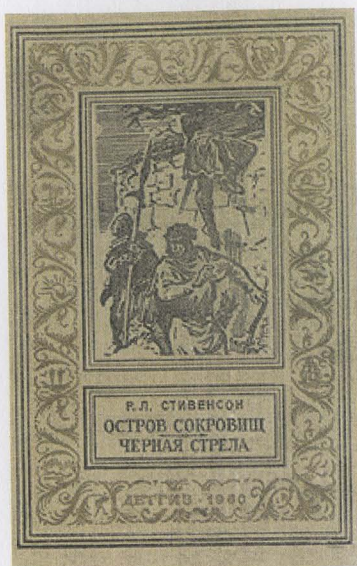 Р.Л. СТИВЕНСОН
ОСТРОВ СОКРОВИЩ
ЧЕРНАЯ СТРЕЛА
ДЕТГИЗ · 1960